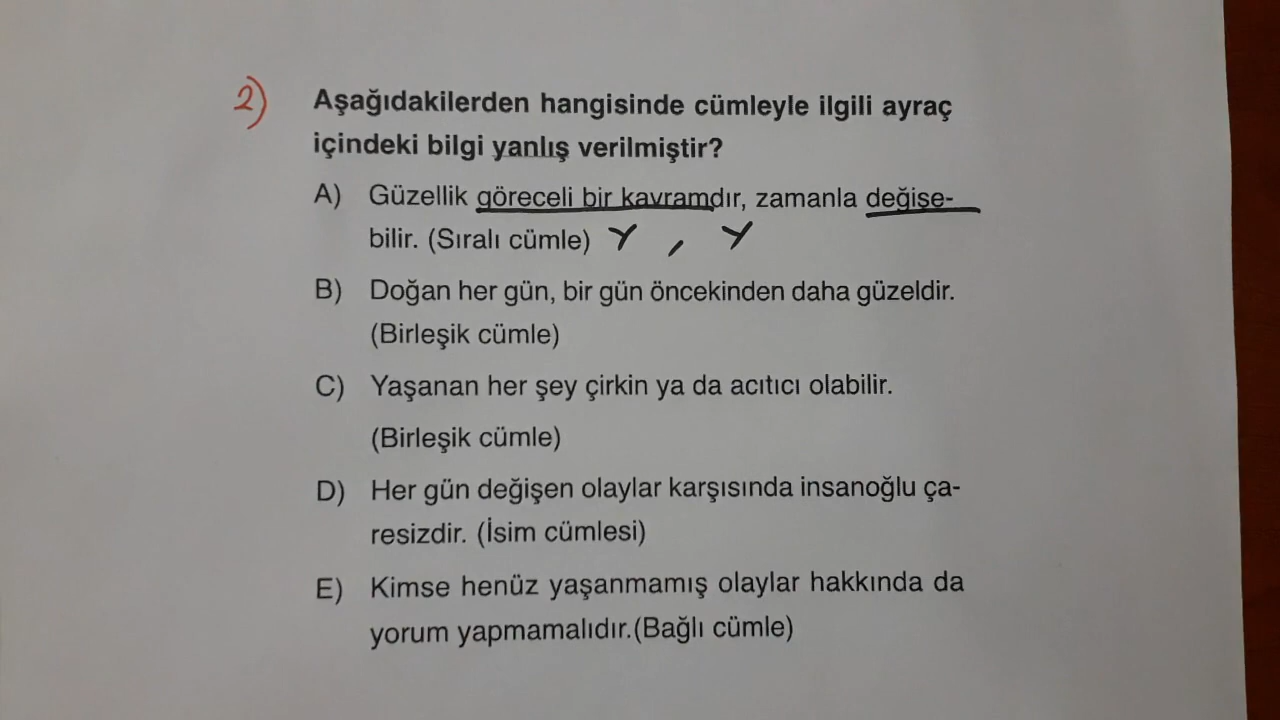 2) Aşağıdakilerden hangisinde cümleyle ilgili ayraç
içindeki bilgi yanlış verilmiştir?
A) Güzellik göreceli bir kavramdır, zamanla değişe-
bilir. (Sıralı cümle) Y , Y
B) Doğan her gün, bir gün öncekinden daha güzeldir.
(Birleşik cümle)
C) Yaşanan her şey çirkin ya da acıtıcı olabilir.
(Birleşik cümle)
D) Her gün değişen olaylar karşısında insanoğlu ça-
resizdir. (İsim cümlesi)
E) Kimse henüz yaşanmamış olaylar hakkında da
yorum yapmamalıdır.(Bağlı cümle)